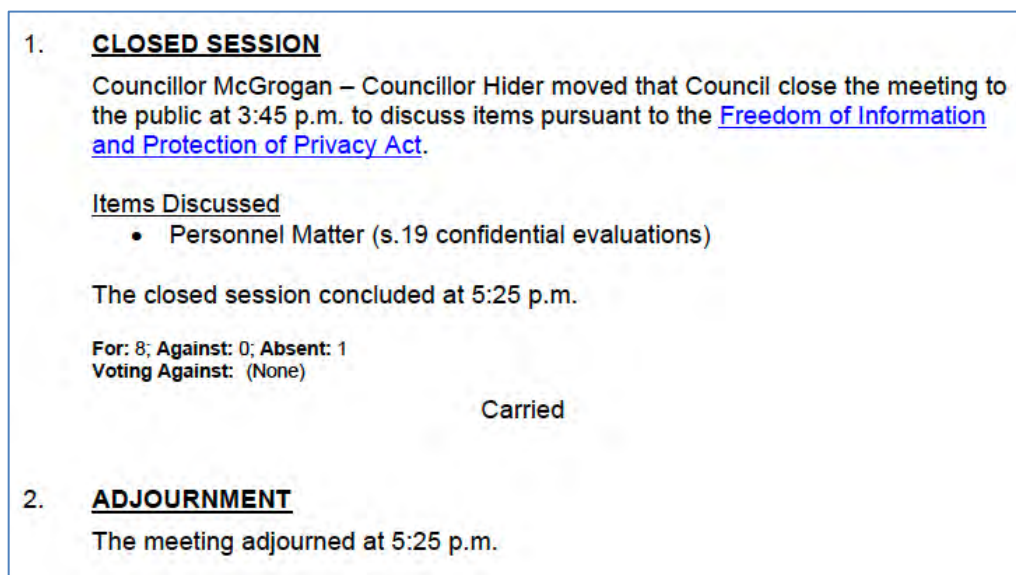 1. CLOSED SESSION
Councillor McGrogan – Councillor Hider moved that Council close the meeting to
the public at 3:45 p.m. to discuss items pursuant to the Freedom of Information
and Protection of Privacy Act.
Items Discussed
• Personnel Matter (s.19 confidential evaluations)
The closed session concluded at 5:25 p.m.
For: 8; Against: 0; Absent: 1
Voting Against: (None)
Carried
2. ADJOURNMENT
The meeting adjourned at 5:25 p.m.